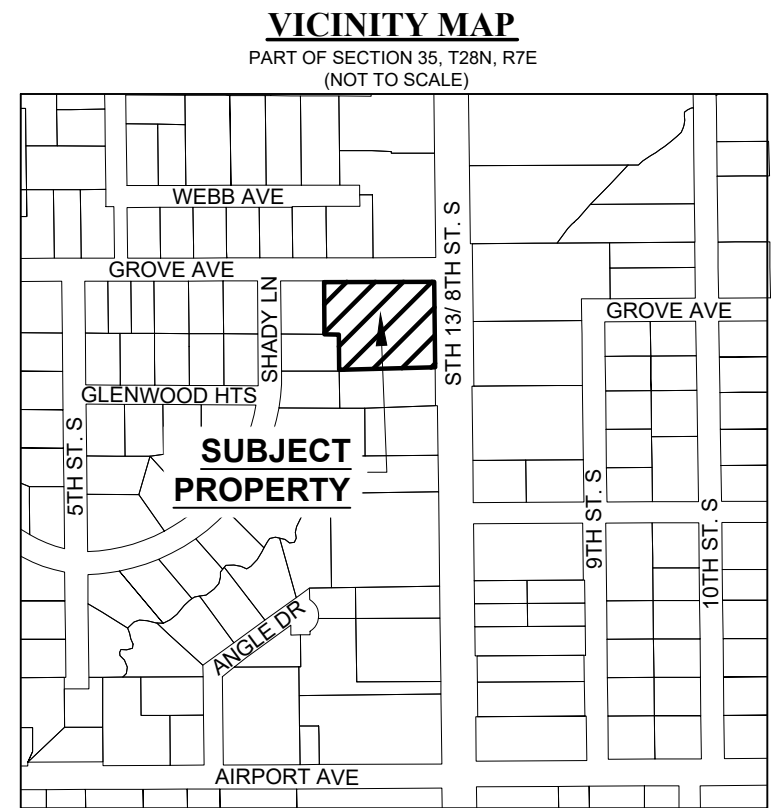 VICINITY MAP
PART OF SECTION 35, T28N, R7E
(NOT TO SCALE)
WEBB AVE
GROVE AVE
SHADY LN
STH 13/ 8TH ST. S
GROVE AVE
GLENWOOD HTS
5TH ST. S
SUBJECT
PROPERTY
9TH ST. S
10TH ST. S
ANGLE DR
AIRPORT AVE